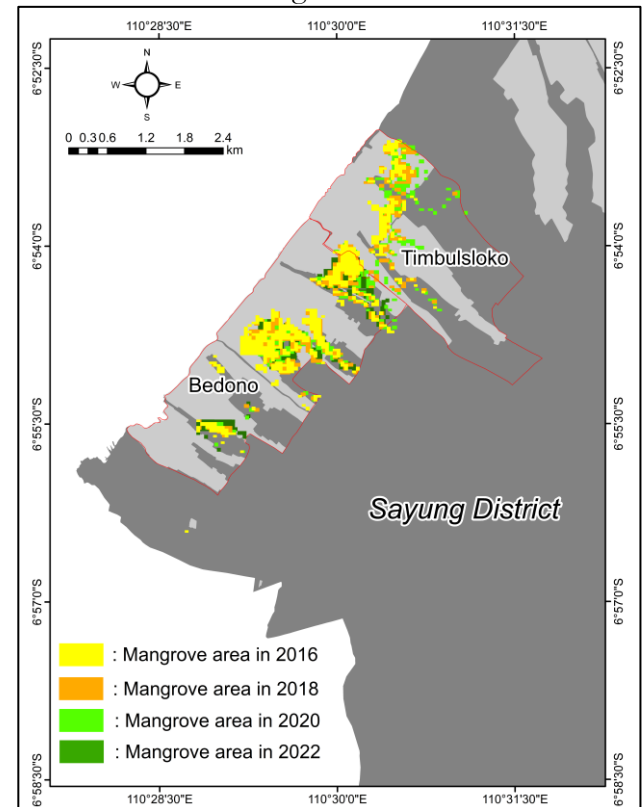 110°28'30"E 110°30'0"E 110°31'30"E
6°52'30"S 6°52'30"S
N
W E
S
0 0.3 0.6 1.2 1.8 2.4
km
6°54'0"S 6°54'0"S
Timbulsloko
Bedono
6°55'30"S 6°55'30"S
Sayung District
6°57'0"S 6°57'0"S
: Mangrove area in 2016
: Mangrove area in 2018
: Mangrove area in 2020
: Mangrove area in 2022
6°58'30"S 6°58'30"S
110°28'30"E 110°30'0"E 110°31'30"E